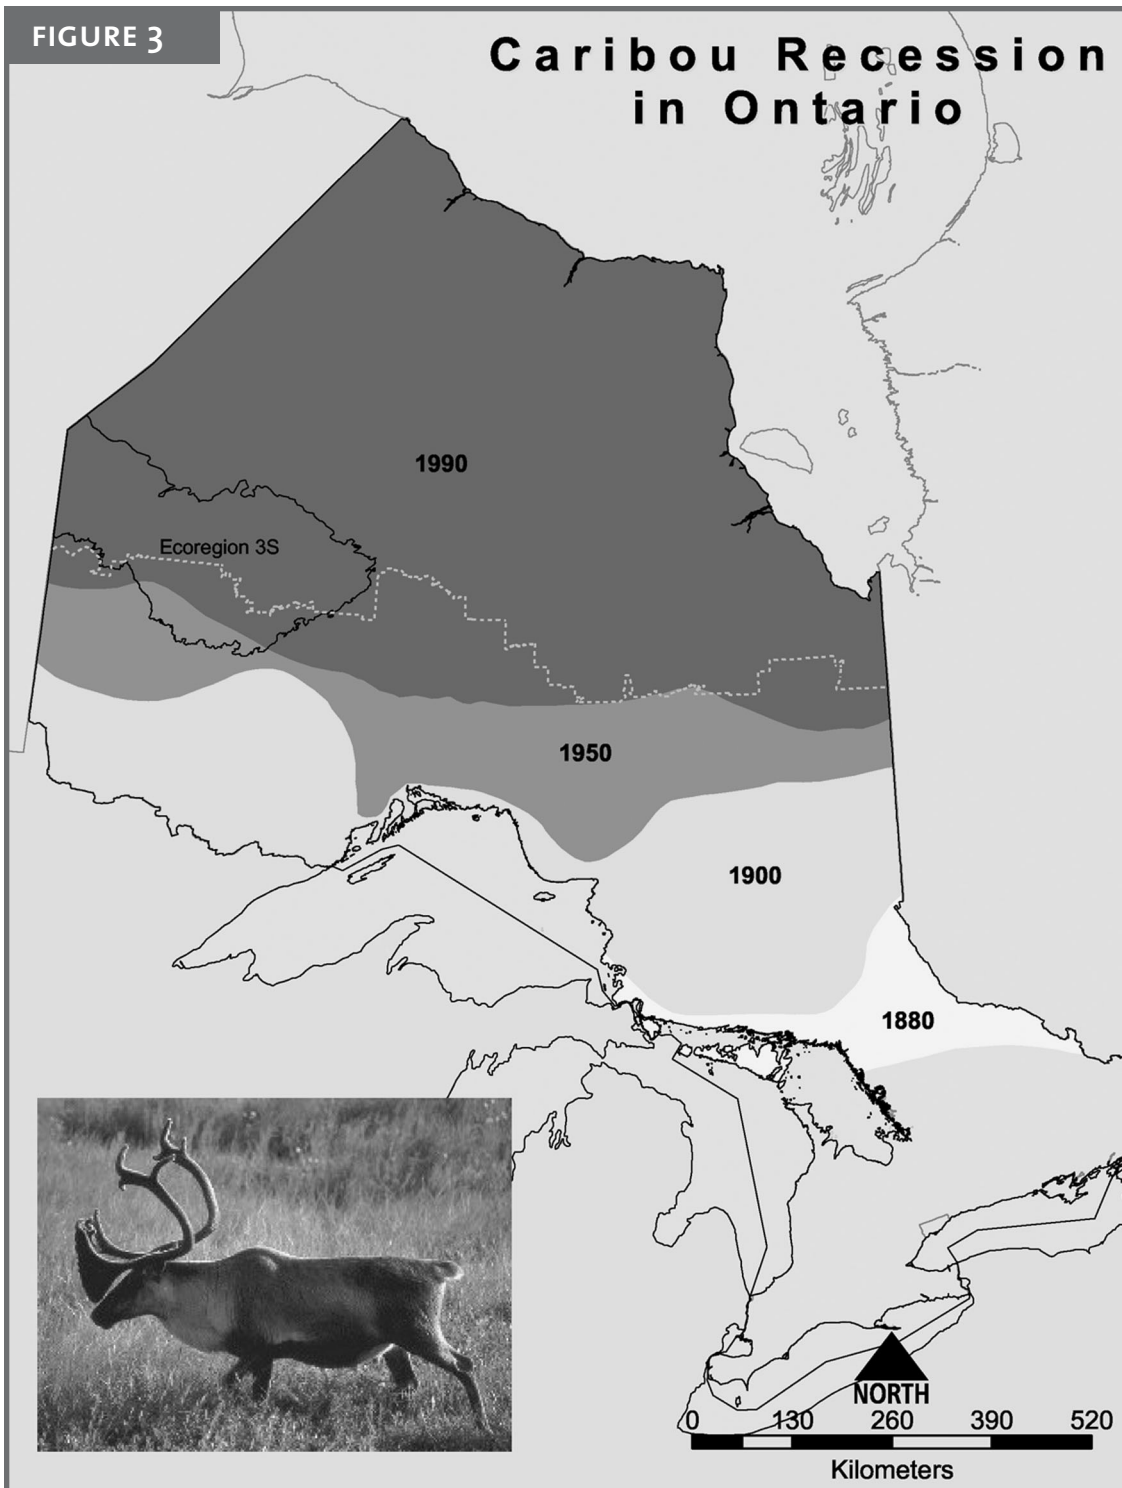 FIGURE 3
Caribou Recession
in Ontario
1990
Ecoregion 3S
1950
1900
1880
NORTH
0 130 260 390 520
Kilometers